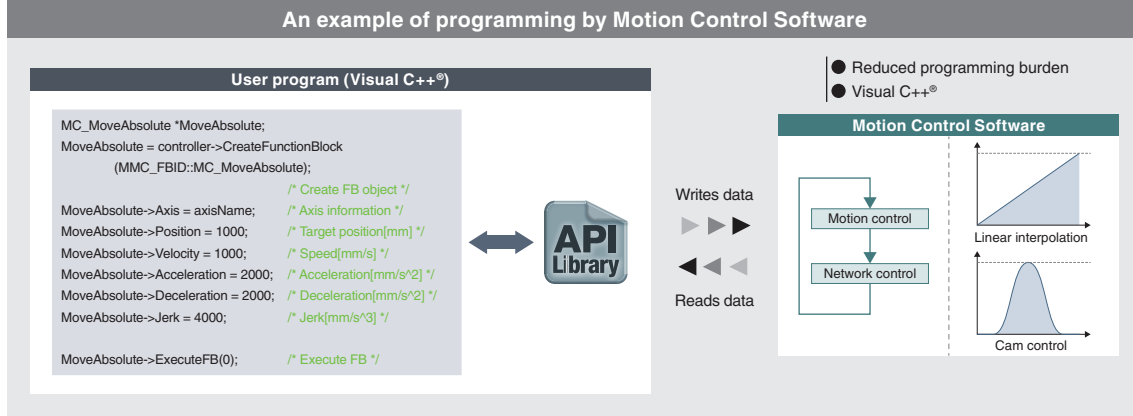 An example of programming by Motion Control Software
User program (Visual C++®)
MC_MoveAbsolute *MoveAbsolute;
MoveAbsolute = controller->CreateFunctionBlock
(MMC_FBID::MC_MoveAbsolute);
/* Create FB object */
MoveAbsolute->Axis = axisName; /* Axis information */
MoveAbsolute->Position = 1000; /* Target position[mm] */
MoveAbsolute->Velocity = 1000; /* Speed[mm/s] */
MoveAbsolute->Acceleration = 2000; /* Acceleration[mm/s^2] */
MoveAbsolute->Deceleration = 2000; /* Deceleration[mm/s^2] */
MoveAbsolute->Jerk = 4000; /* Jerk[mm/s^3] */
MoveAbsolute->ExecuteFB(0); /* Execute FB */
API
Library
Writes data
Reads data
● Reduced programming burden
● Visual C++®
Motion Control Software
Motion control
Network control
Linear interpolation
Cam control